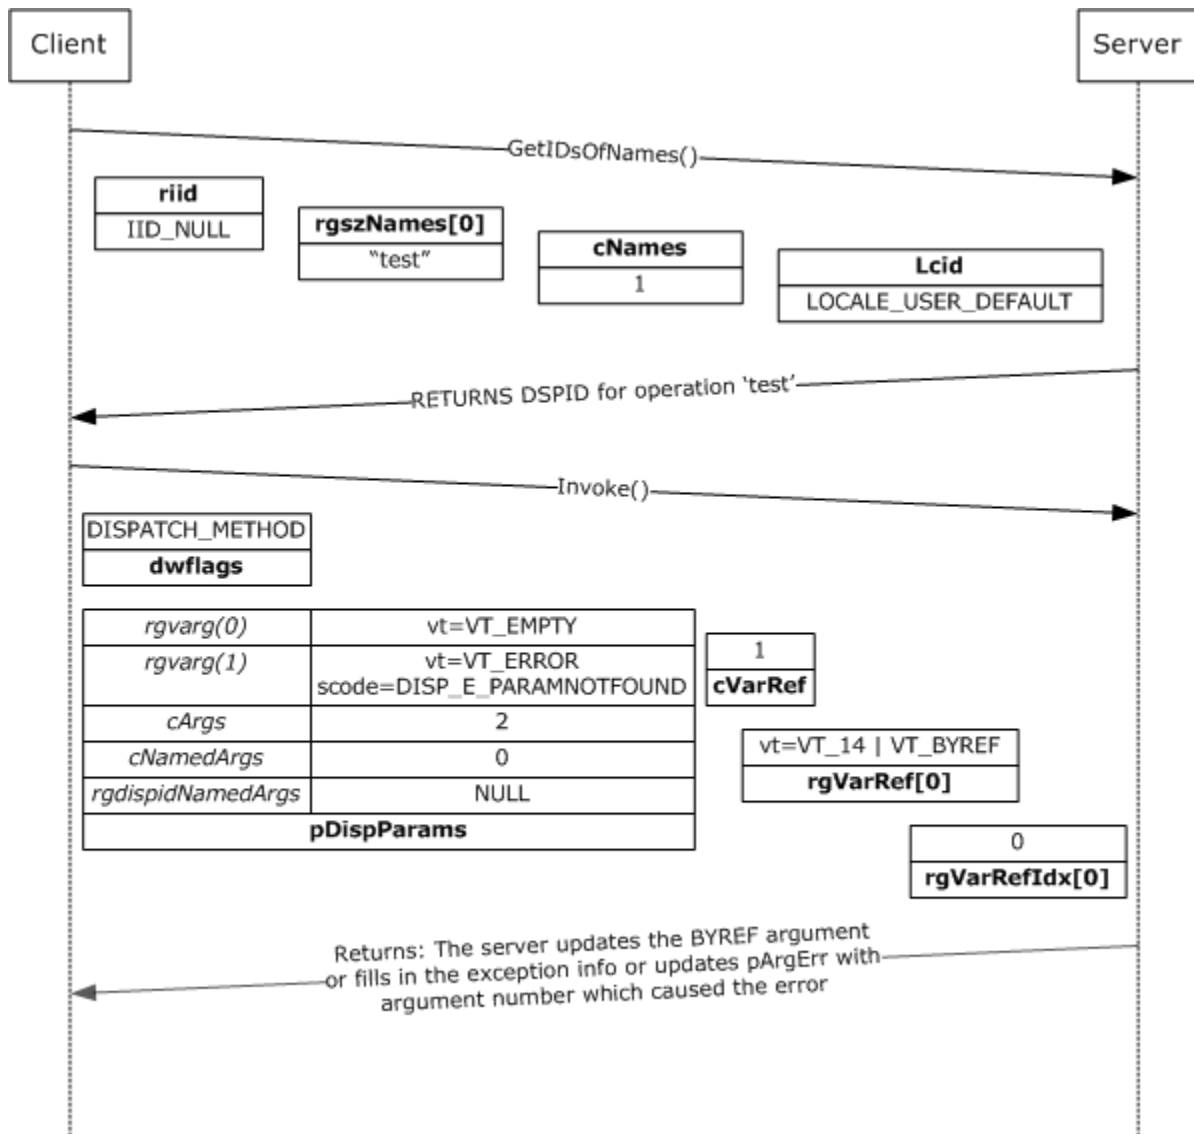 Client
Server
GetIDsOfNames()
riid
IID_NULL
rgszNames[0]
“test”
cNames
1
Lcid
LOCALE_USER_DEFAULT
RETURNS DSPID for operation ‘test’
Invoke()
DISPATCH_METHOD
dwflags
rgvarg(0) vt=VT_EMPTY
rgvarg(1) vt=VT_ERROR
scode=DISP_E_PARAMNOTFOUND
cArgs 2
cNamedArgs 0
rgdispidNamedArgs NULL
pDispParams
1
cVarRef
vt=VT_14 | VT_BYREF
rgVarRef[0]
0
rgVarRefIdx[0]
Returns: The server updates the BYREF argument
or fills in the exception info or updates pArgErr with
argument number which caused the error